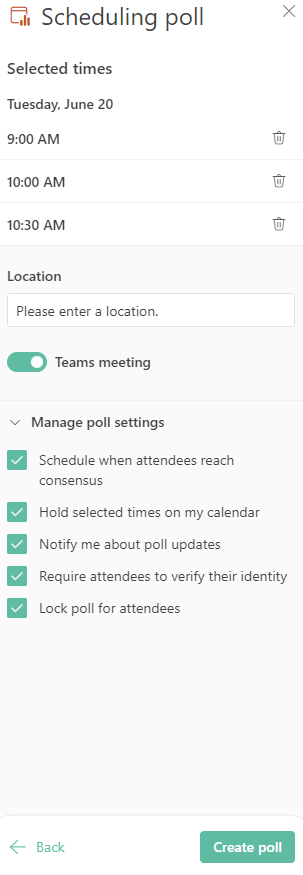 Scheduling poll
Selected times
Tuesday, June 20
9:00 AM
10:00 AM
10:30 AM
Location
Please enter a location.
Teams meeting
Manage poll settings
Schedule when attendees reach
consensus
Hold selected times on my calendar
Notify me about poll updates
Require attendees to verify their identity
Lock poll for attendees
Back
Create poll